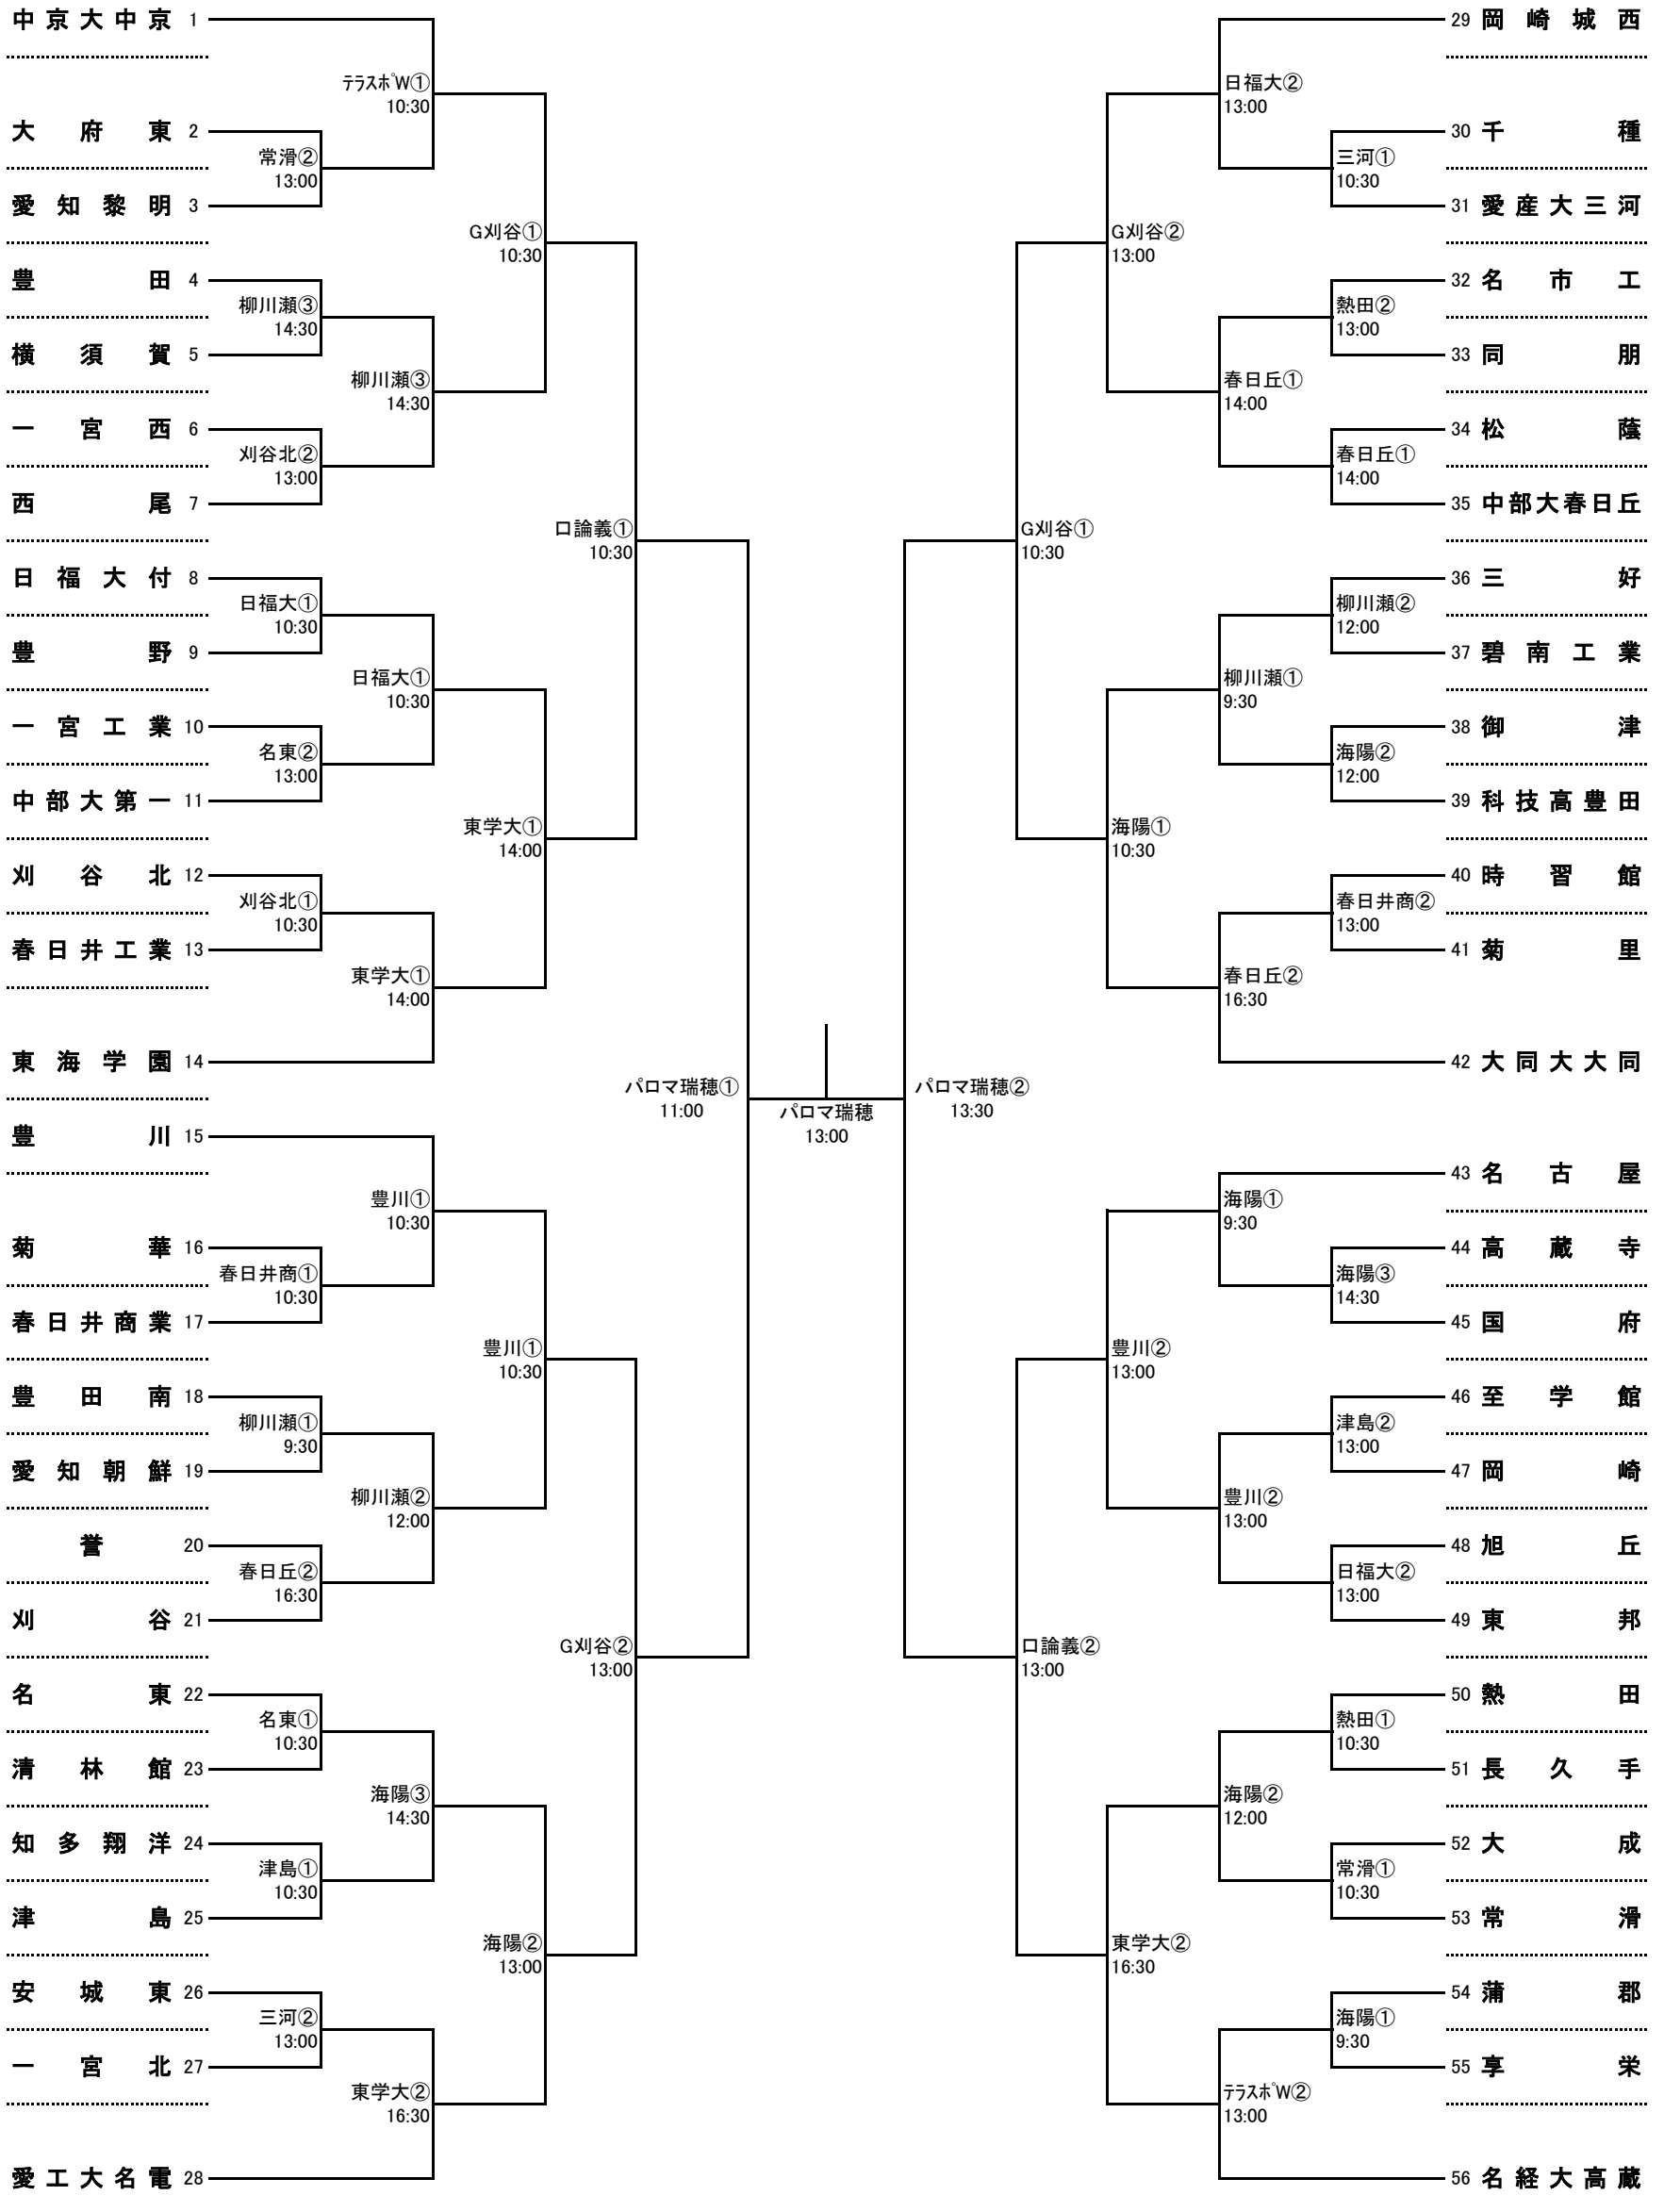 中京大中京 1
テラスポW①
10:30
大府東 2
常滑②
13:00
愛知黎明 3
G刈谷①
10:30
豊田 4
柳川瀬③
14:30
横須賀 5
柳川瀬③
14:30
一宮西 6
刈谷北②
13:00
西尾 7
口論義①
10:30
日福大付 8
日福大①
10:30
豊野 9
日福大①
10:30
一宮工業 10
名東②
13:00
中部大第一 11
東学大①
14:00
刈谷北 12
刈谷北①
10:30
春日井工業 13
東学大①
14:00
東海学園 14
パロマ瑞穂①
11:00
豊川 15
豊川①
10:30
菊華 16
春日井商①
10:30
春日井商業 17
豊川①
10:30
豊田南 18
柳川瀬①
9:30
愛知朝鮮 19
柳川瀬②
12:00
誉 20
春日丘②
16:30
刈谷 21
G刈谷②
13:00
名東 22
名東①
10:30
清林館 23
海陽③
14:30
知多翔洋 24
津島①
10:30
津島 25
海陽②
13:00
安城東 26
三河②
13:00
一宮北 27
東学大②
16:30
愛工大名電 28
パロマ瑞穂
13:00
29 岡崎城西
日福大②
13:00
30 千種
三河①
10:30
31 愛産大三河
G刈谷②
13:00
32 名市工
熱田②
13:00
33 同朋
春日丘①
14:00
34 松蔭
春日丘①
14:00
35 中部大春日丘
G刈谷①
10:30
36 三好
柳川瀬②
12:00
37 碧南工業
柳川瀬①
9:30
38 御津
海陽②
12:00
39 科技高豊田
海陽①
10:30
40 時習館
春日井商②
13:00
41 菊里
春日丘②
16:30
42 大同大大同
パロマ瑞穂②
13:30
43 名古屋
海陽①
9:30
44 高蔵寺
海陽③
14:30
45 国府
豊川②
13:00
46 至学館
津島②
13:00
47 岡崎
豊川②
13:00
48 旭丘
日福大②
13:00
49 東邦
口論義②
13:00
50 熱田
熱田①
10:30
51 長久手
海陽②
12:00
52 大成
常滑①
10:30
53 常滑
東学大②
16:30
54 蒲郡
海陽①
9:30
55 享栄
テラスポW②
13:00
56 名経大高蔵